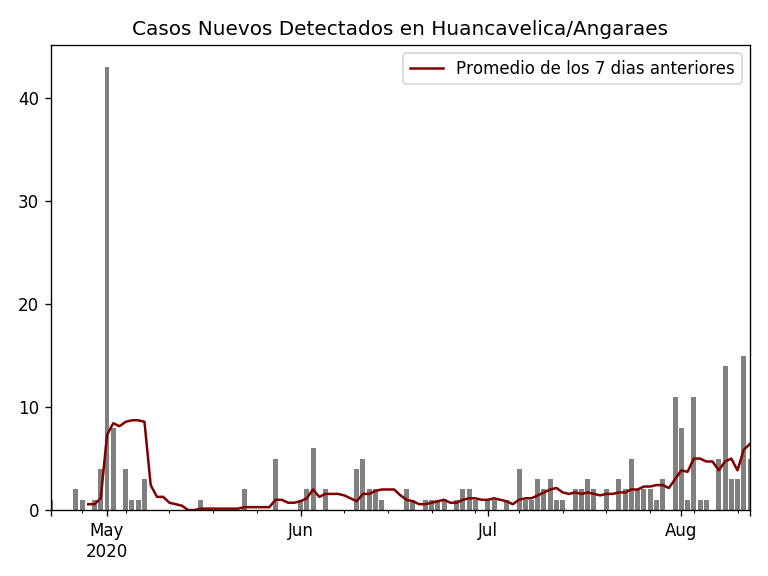 Casos Nuevos Detectados en Huancavelica/Angaraes
Promedio de los 7 dias anteriores
40
30
20
10
0
May
Jun
Jul
Aug
2020